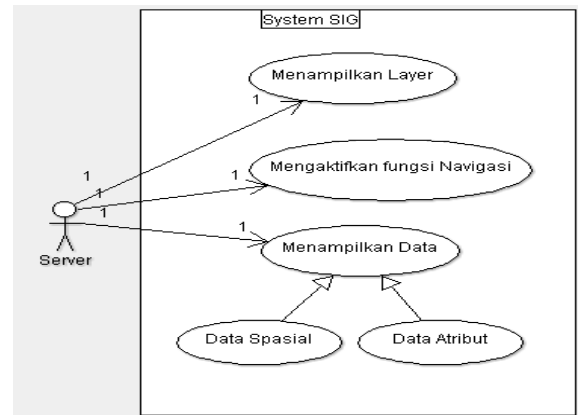 System SIG
Menampilkan Layer
1
1
Mengaktifkan fungsi Navigasi
1
1
1
1
Menampilkan Data
Server
Data Spasial
Data Atribut